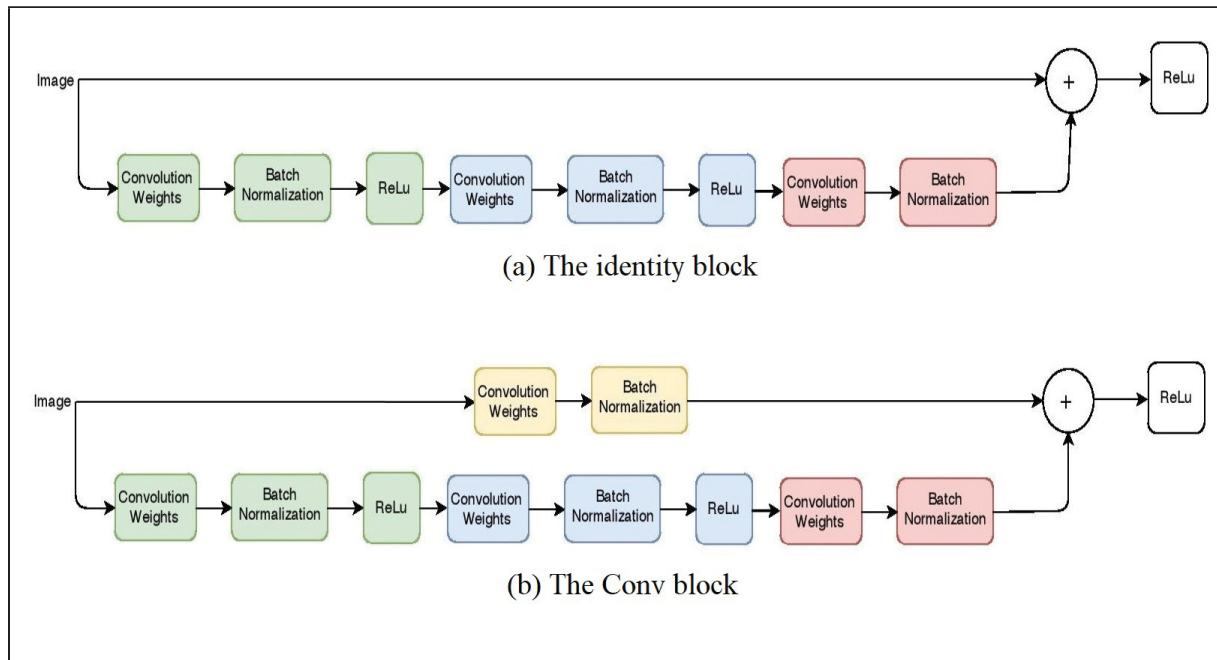 Image
+
ReLu
Convolution
Weights
Batch
Normalization
ReLu
Convolution
Weights
Batch
Normalization
ReLu
Convolution
Weights
Batch
Normalization
(a) The identity block
Image
Convolution
Weights
Batch
Normalization
+
ReLu
Convolution
Weights
Batch
Normalization
ReLu
Convolution
Weights
Batch
Normalization
ReLu
Convolution
Weights
Batch
Normalization
(b) The Conv block